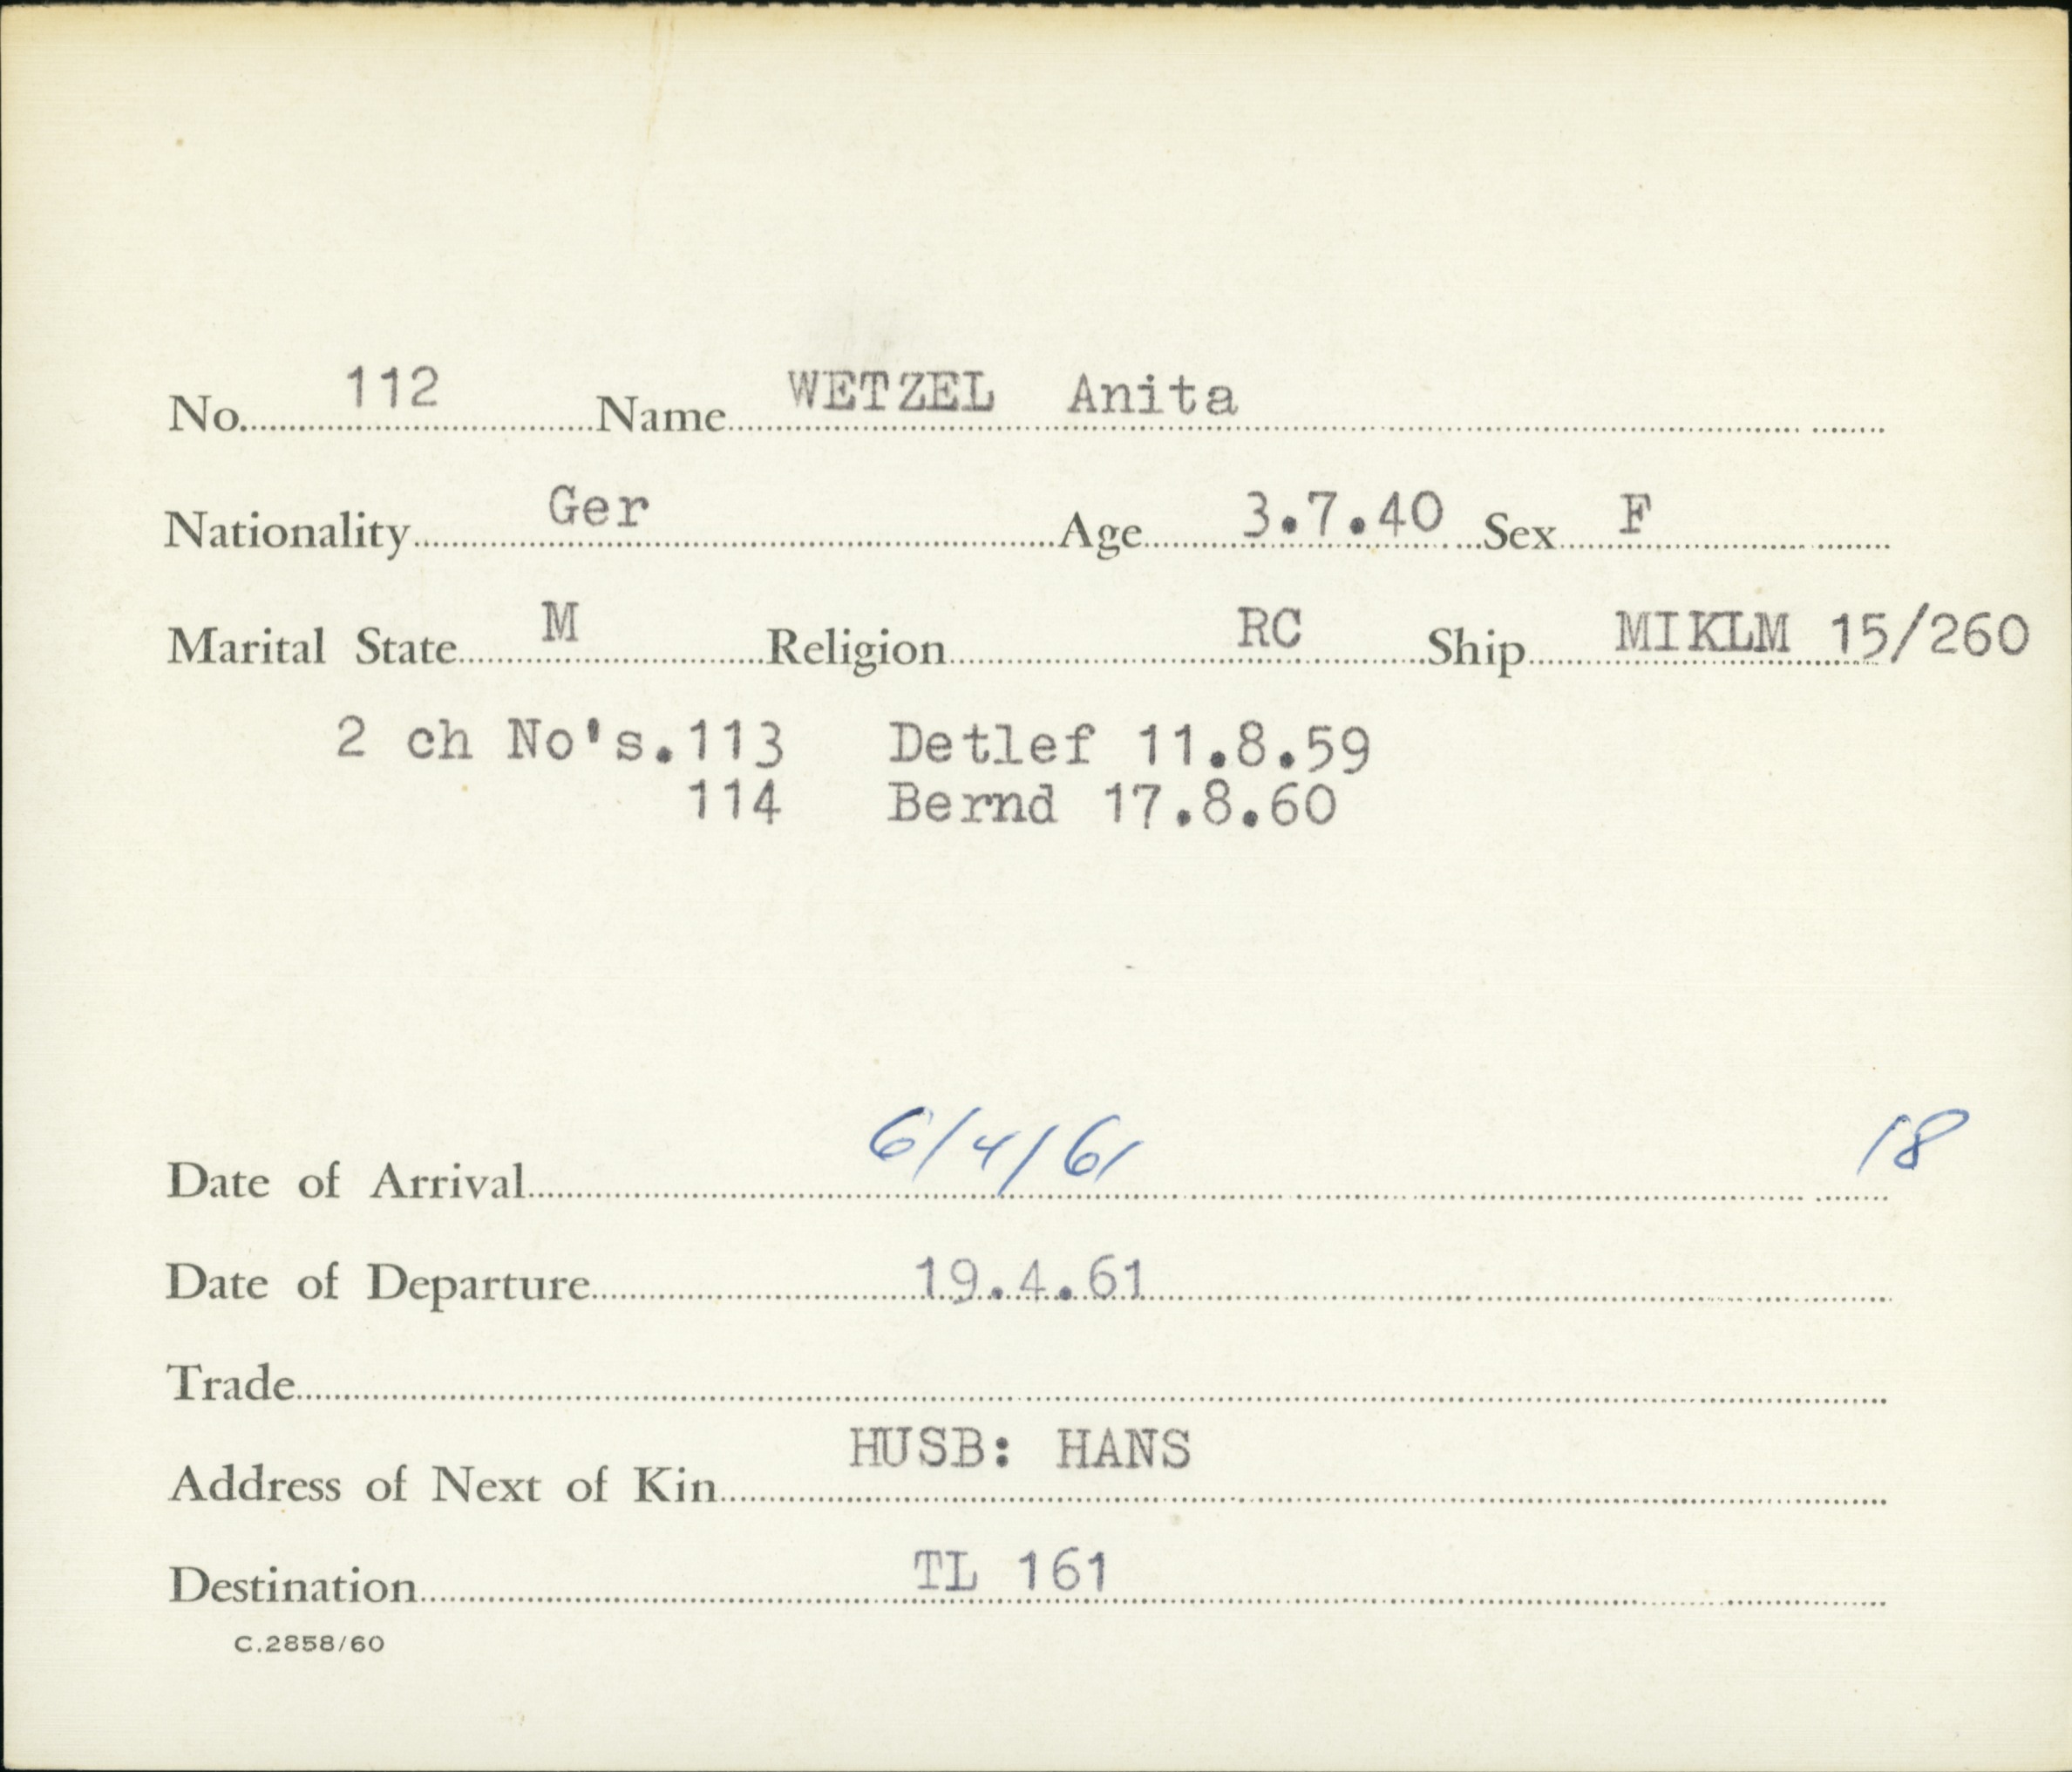 No. 112 Name WETZEL Anita
Nationality Ger Age 3.7.40 Sex F
Marital State M Religion RC Ship MIKLM 15/260
2 ch No's.113 Detlef 11.8.59
114 Bernd 17.8.60
Date of Arrival 6/4/61 18
Date of Departure 19.4.61
Trade
Address of Next of Kin HUSB: HANS
Destination TL 161
C.2858/60